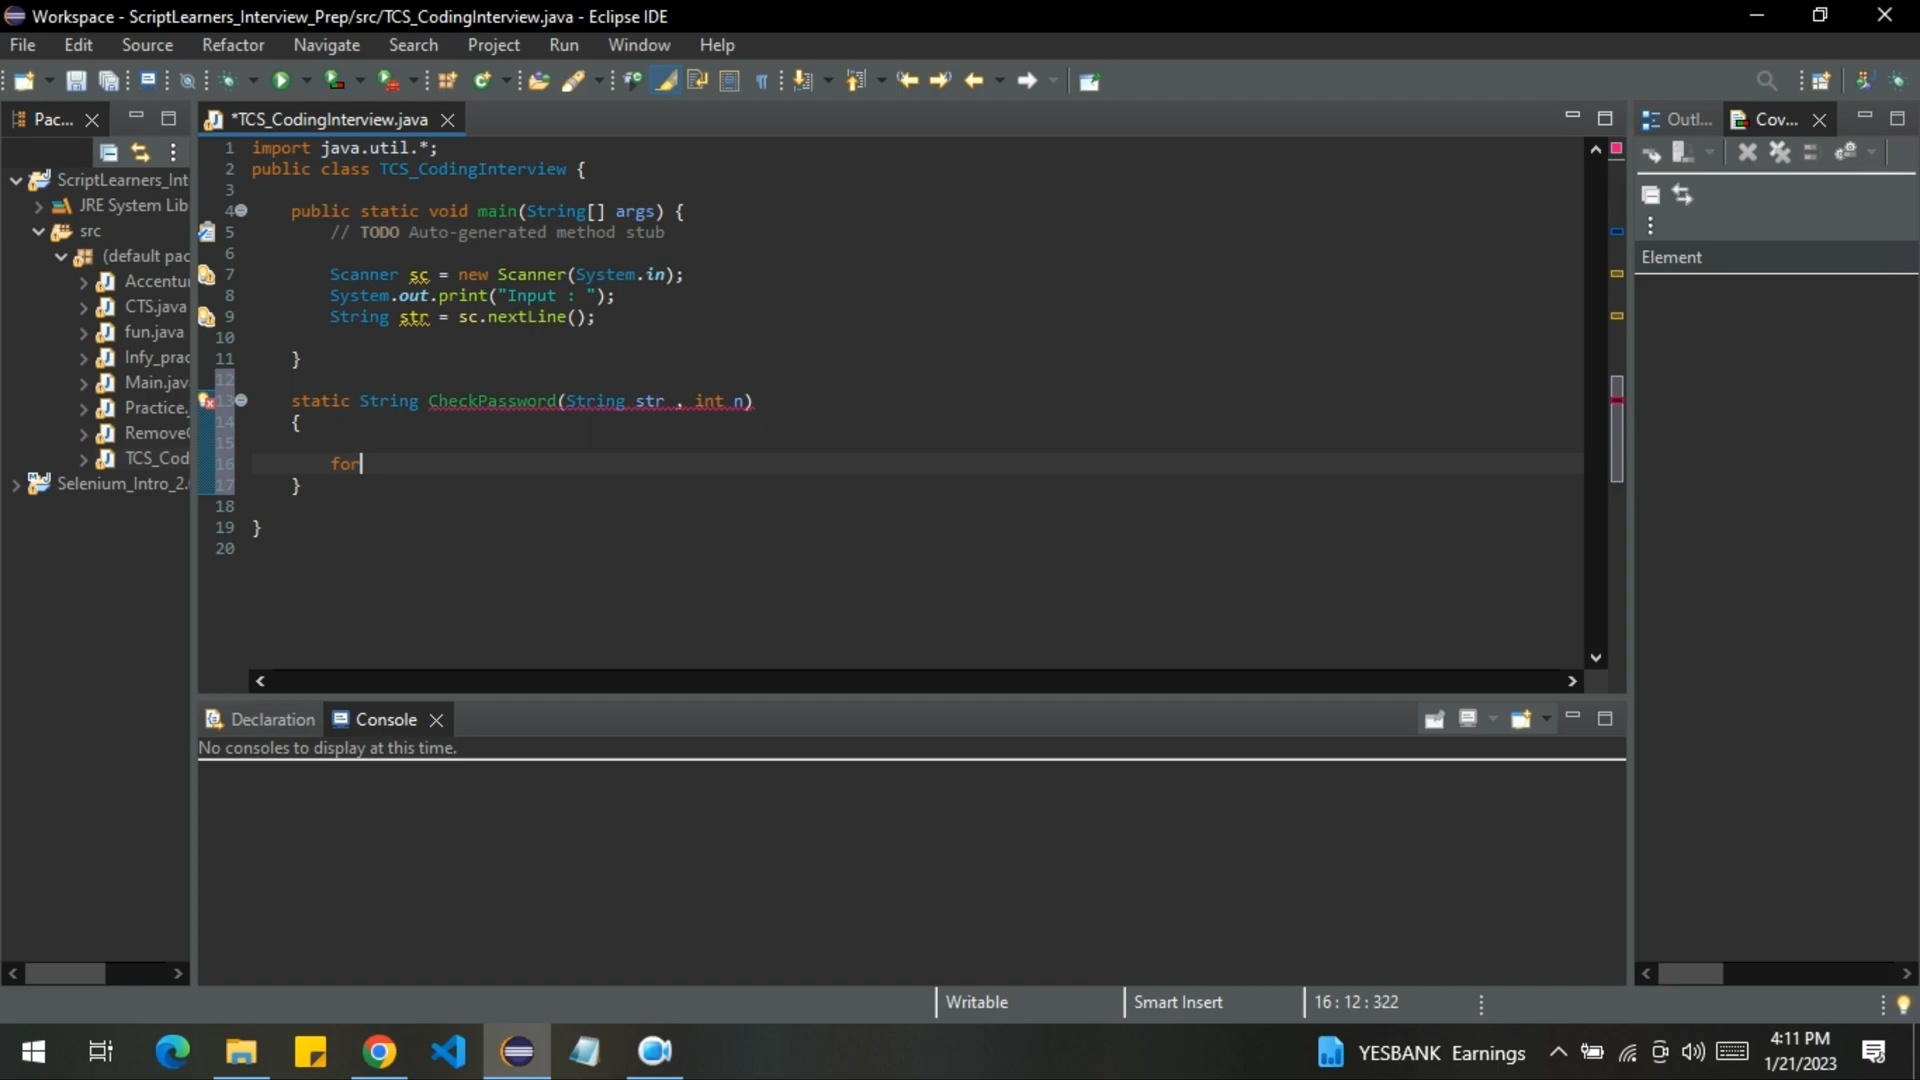 Workspace - ScriptLearners_Interview_Prep/src/TCS_CodingInterview.java - Eclipse IDE
File Edit Source Refactor Navigate Search Project Run Window Help
Pac...
*TCS_CodingInterview.java
Outl...
Cov...
ScriptLearners_Int
JRE System Lib
src
(default pac
Accentur
CTS.java
fun.java
Infy_prac
Main.jav
Practice.
RemoveC
TCS_Cod
Selenium_Intro_2.
1 import java.util.*;
2 public class TCS_CodingInterview {
3
4 public static void main(String[] args) {
5 // TODO Auto-generated method stub
6
7 Scanner sc = new Scanner(System.in);
8 System.out.print("Input : ");
9 String str = sc.nextLine();
10
11 }
12
13 static String CheckPassword(String str , int n)
14 {
15
16 for
17 }
18
19 }
20
Element
Declaration Console
No consoles to display at this time.
Writable Smart Insert 16 : 12 : 322
YESBANK Earnings
4:11 PM
1/21/2023